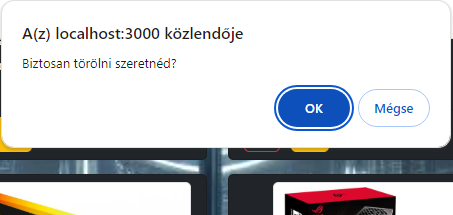 A(z) localhost:3000 közlendője
Biztosan törölni szeretnéd?
OK
Mégse